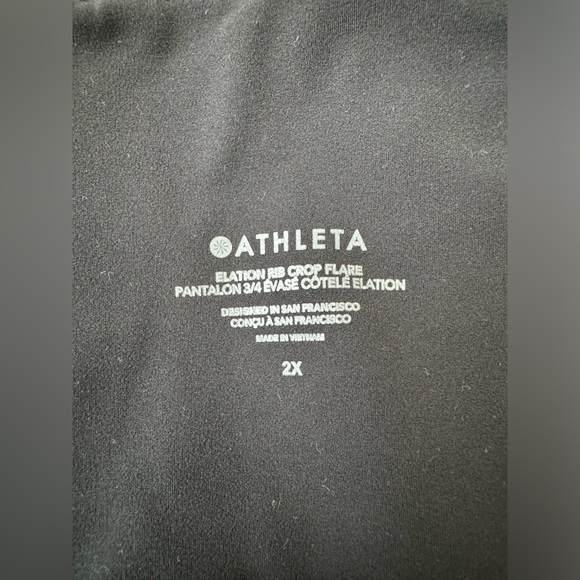 ATHLETA
ELATION RIB CROP FLARE
PANTALON 3/4 ÉVASÉ CÔTELÉ ELATION
DESIGNED IN SAN FRANCISCO
CONÇU À SAN FRANCISCO
MADE IN VIETNAM
2X